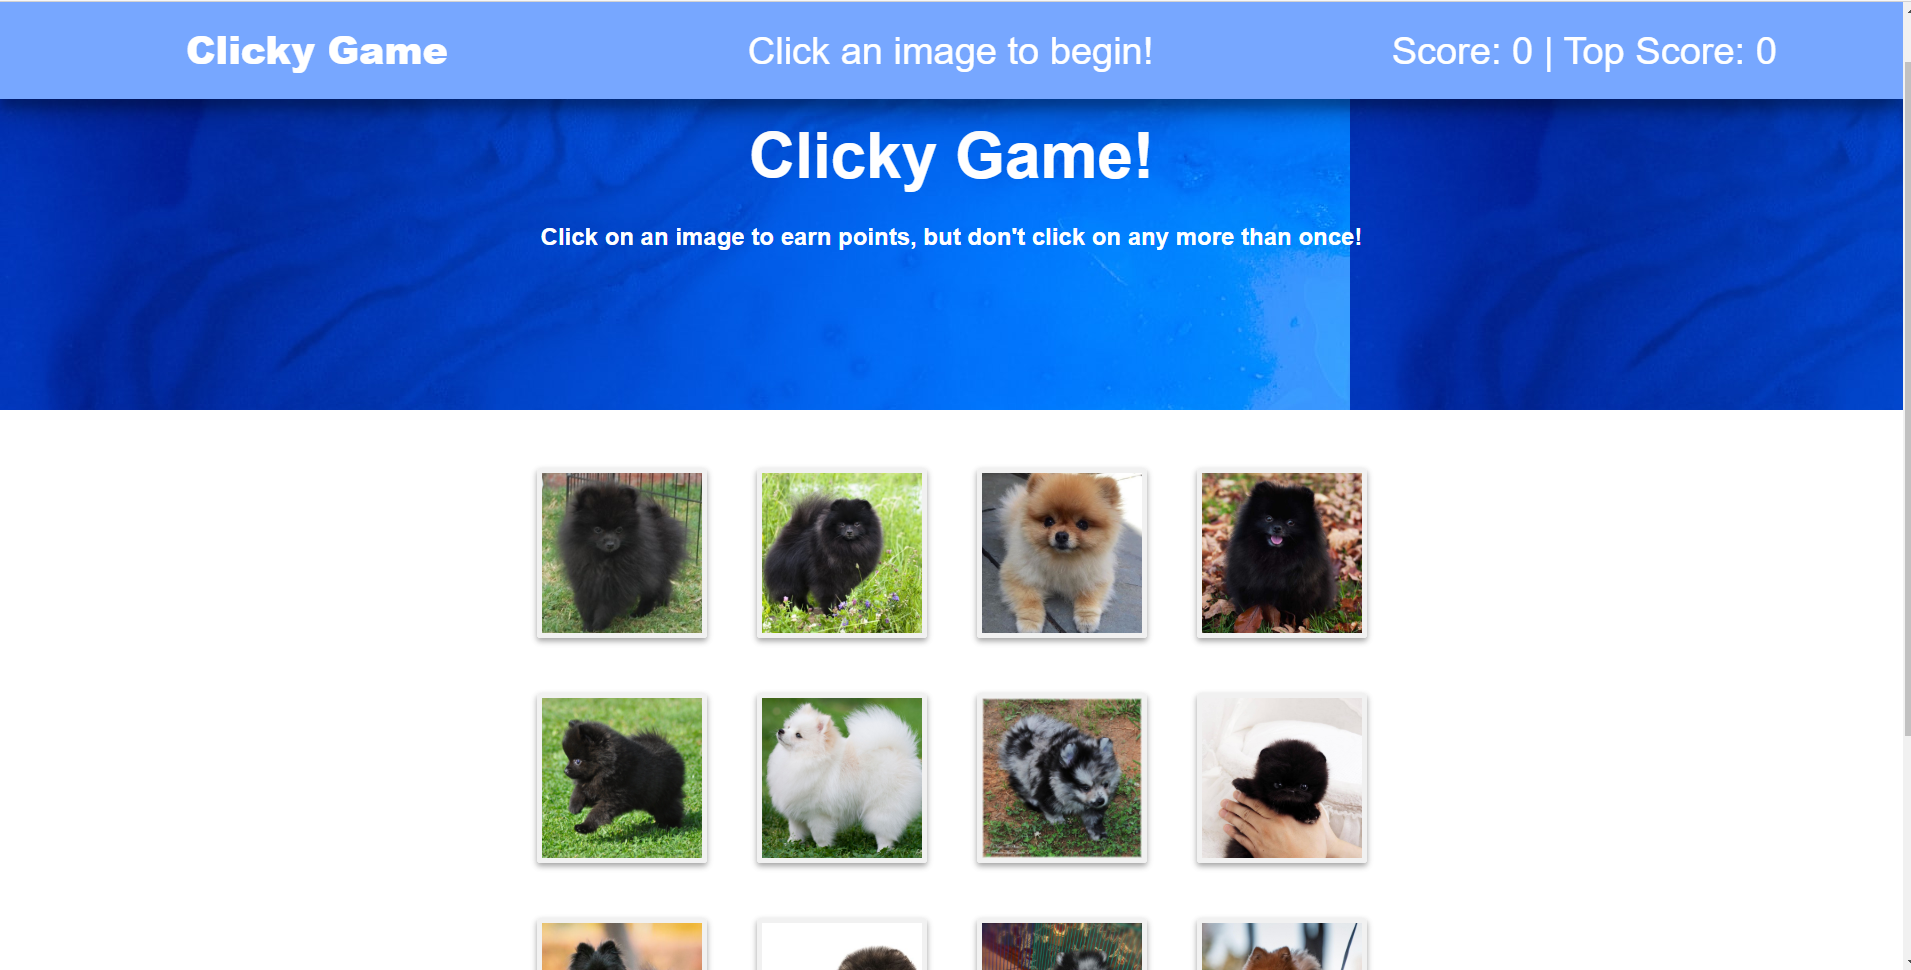 Clicky Game
Click an image to begin!
Score: 0 | Top Score: 0
Clicky Game!
Click on an image to earn points, but don't click on any more than once!